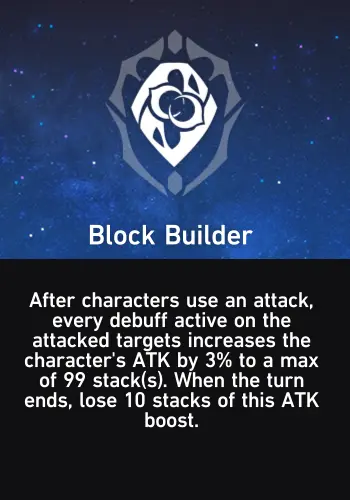 Block Builder
After characters use an attack,
every debuff active on the
attacked targets increases the
character's ATK by 3% to a max
of 99 stack(s). When the turn
ends, lose 10 stacks of this ATK
boost.